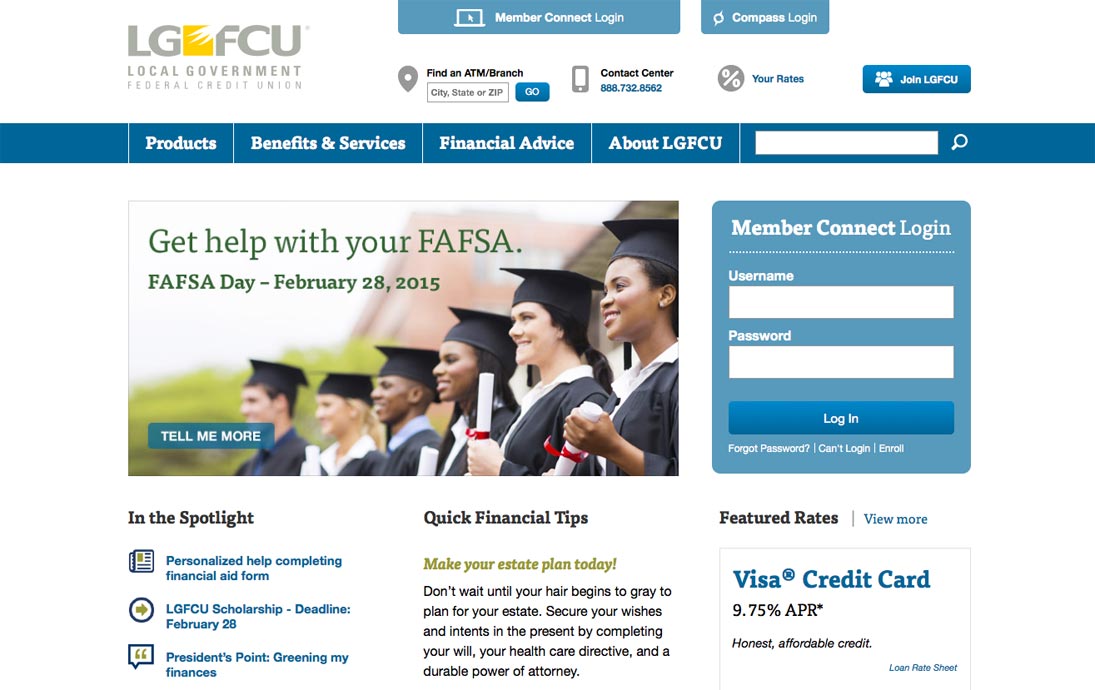 Member Connect Login
Compass Login
LGFCU®
LOCAL GOVERNMENT
FEDERAL CREDIT UNION
Find an ATM/Branch
City, State or ZIP
GO
Contact Center
888.732.8562
Your Rates
Join LGFCU
Products
Benefits & Services
Financial Advice
About LGFCU
Get help with your FAFSA.
FAFSA Day – February 28, 2015
TELL ME MORE
Member Connect Login
Username
Password
Log In
Forgot Password? | Can't Login | Enroll
In the Spotlight
Personalized help completing
financial aid form
LGFCU Scholarship - Deadline:
February 28
President's Point: Greening my
finances
Quick Financial Tips
Make your estate plan today!
Don't wait until your hair begins to gray to
plan for your estate. Secure your wishes
and intents in the present by completing
your will, your health care directive, and a
durable power of attorney.
Featured Rates | View more
Visa® Credit Card
9.75% APR*
Honest, affordable credit.
Loan Rate Sheet